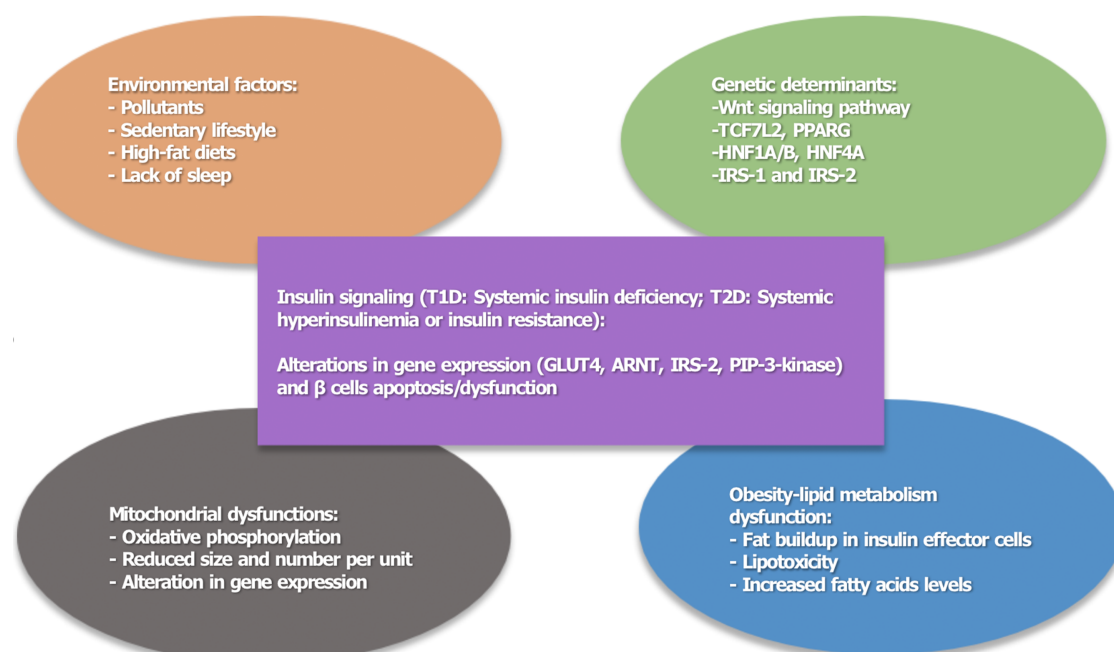 Environmental factors:
- Pollutants
- Sedentary lifestyle
- High-fat diets
- Lack of sleep
Genetic determinants:
-Wnt signaling pathway
-TCF7L2, PPARG
-HNF1A/B, HNF4A
-IRS-1 and IRS-2
Insulin signaling (T1D: Systemic insulin deficiency; T2D: Systemic
hyperinsulinemia or insulin resistance):
Alterations in gene expression (GLUT4, ARNT, IRS-2, PIP-3-kinase)
and β cells apoptosis/dysfunction
Mitochondrial dysfunctions:
- Oxidative phosphorylation
- Reduced size and number per unit
- Alteration in gene expression
Obesity-lipid metabolism
dysfunction:
- Fat buildup in insulin effector cells
- Lipotoxicity
- Increased fatty acids levels